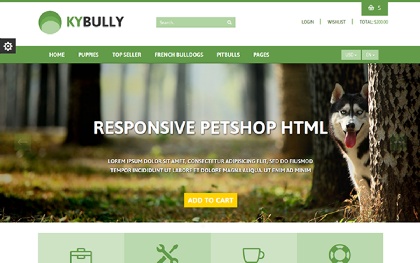 5
KYBULLY
Search
LOGIN | WISHLIST | TOTAL: $200.00
HOME PUPPIES TOP SELLER FRENCH BULLDOGS PITBULLS PAGES
EN
RESPONSIVE PETSHOP HTML
LOREM IPSUM DOLOR SIT AMET, CONSECTETUR ADIPISICING ELIT, SED DO EIUSMOD
TEMPOR INCIDIDUNT UT LABORE ET DOLORE MAGNA ALIQUA. UT ENIM AD MINIM
ADD TO CART